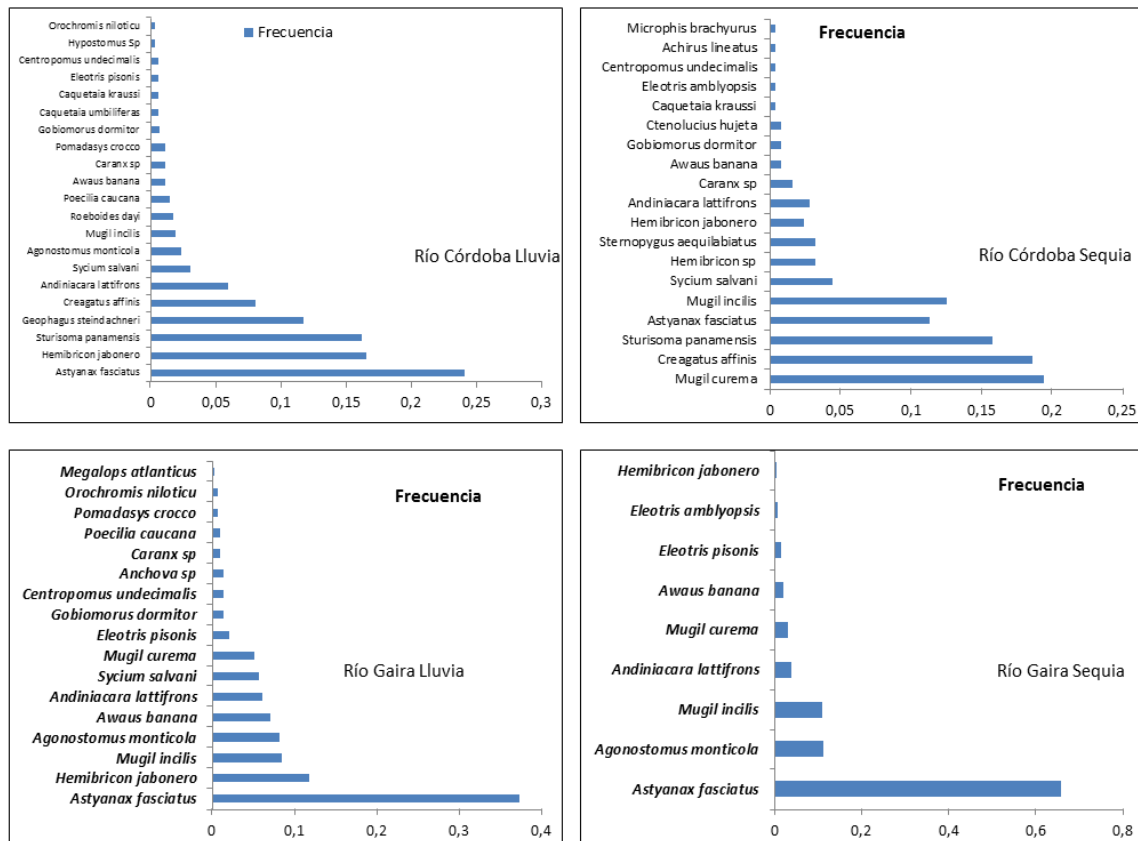 Orochromis niloticu
Frecuencia
Hypostomus Sp
Centropomus undecimalis
Eleotris pisonis
Caquetaia kraussi
Caquetaia umbiliferas
Gobiomorus dormitor
Pomadasys crocco
Caranx sp
Awaus banana
Poecilia caucana
Roeboides dayi
Mugil incilis
Agonostomus monticola
Río Córdoba Lluvia
Sycium salvani
Andiniacara lattifrons
Creagatus affinis
Geophagus steindachneri
Sturisoma panamensis
Hemibricon jabonero
Astyanax fasciatus
0 0,05 0,1 0,15 0,2 0,25 0,3
Microphis brachyurus
Frecuencia
Achirus lineatus
Centropomus undecimalis
Eleotris amblyopsis
Caquetaia kraussi
Ctenolucius hujeta
Gobiomorus dormitor
Awaus banana
Caranx sp
Andiniacara lattifrons
Hemibricon jabonero
Sternopygus aequilabiatus
Río Córdoba Sequia
Hemibricon sp
Sycium salvani
Mugil incilis
Astyanax fasciatus
Sturisoma panamensis
Creagatus affinis
Mugil curema
0 0,05 0,1 0,15 0,2 0,25
Megalops atlanticus
Orochromis niloticu
Frecuencia
Pomadasys crocco
Poecilia caucana
Caranx sp
Anchova sp
Centropomus undecimalis
Gobiomorus dormitor
Eleotris pisonis
Mugil curema
Río Gaira Lluvia
Sycium salvani
Andiniacara lattifrons
Awaus banana
Agonostomus monticola
Mugil incilis
Hemibricon jabonero
Astyanax fasciatus
0 0,1 0,2 0,3 0,4
Hemibricon jabonero
Frecuencia
Eleotris amblyopsis
Eleotris pisonis
Awaus banana
Mugil curema
Andiniacara lattifrons
Río Gaira Sequia
Mugil incilis
Agonostomus monticola
Astyanax fasciatus
0 0,2 0,4 0,6 0,8